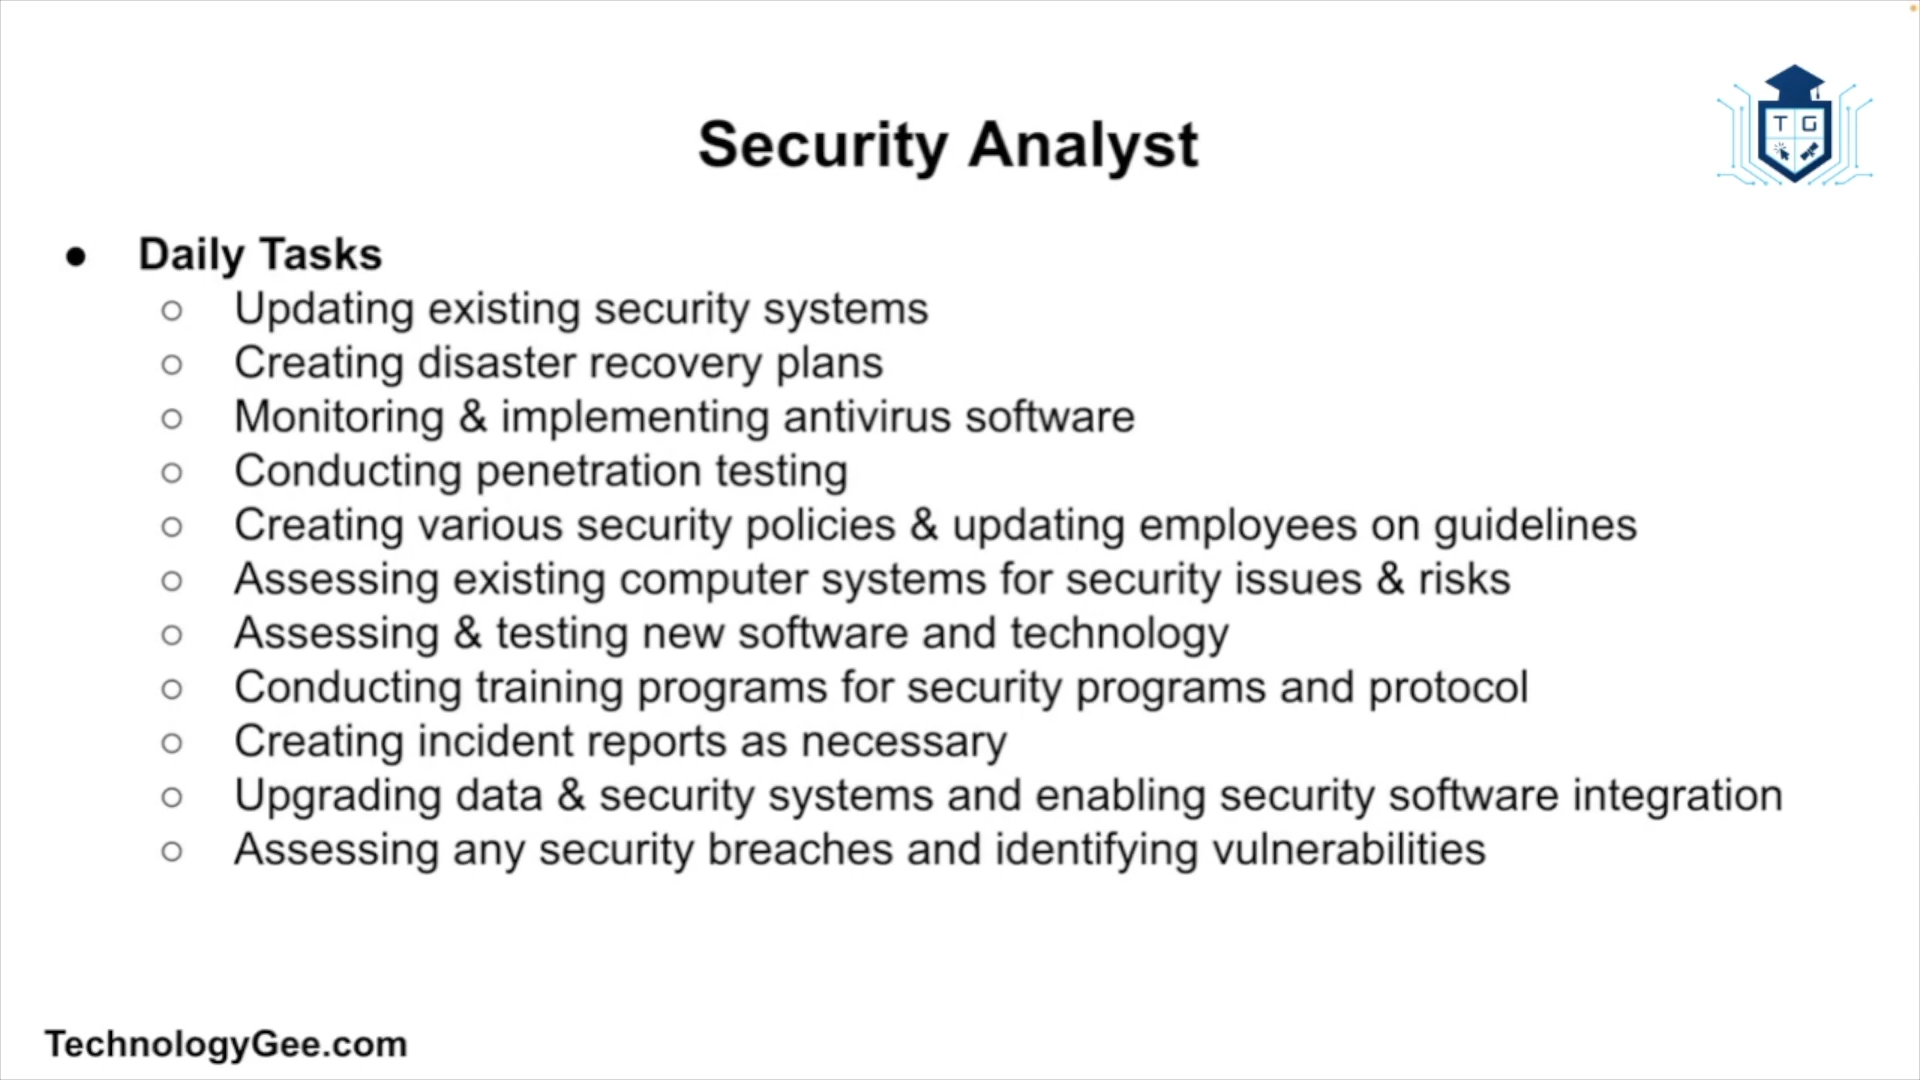 Security Analyst
T G
● Daily Tasks
○ Updating existing security systems
○ Creating disaster recovery plans
○ Monitoring & implementing antivirus software
○ Conducting penetration testing
○ Creating various security policies & updating employees on guidelines
○ Assessing existing computer systems for security issues & risks
○ Assessing & testing new software and technology
○ Conducting training programs for security programs and protocol
○ Creating incident reports as necessary
○ Upgrading data & security systems and enabling security software integration
○ Assessing any security breaches and identifying vulnerabilities
TechnologyGee.com